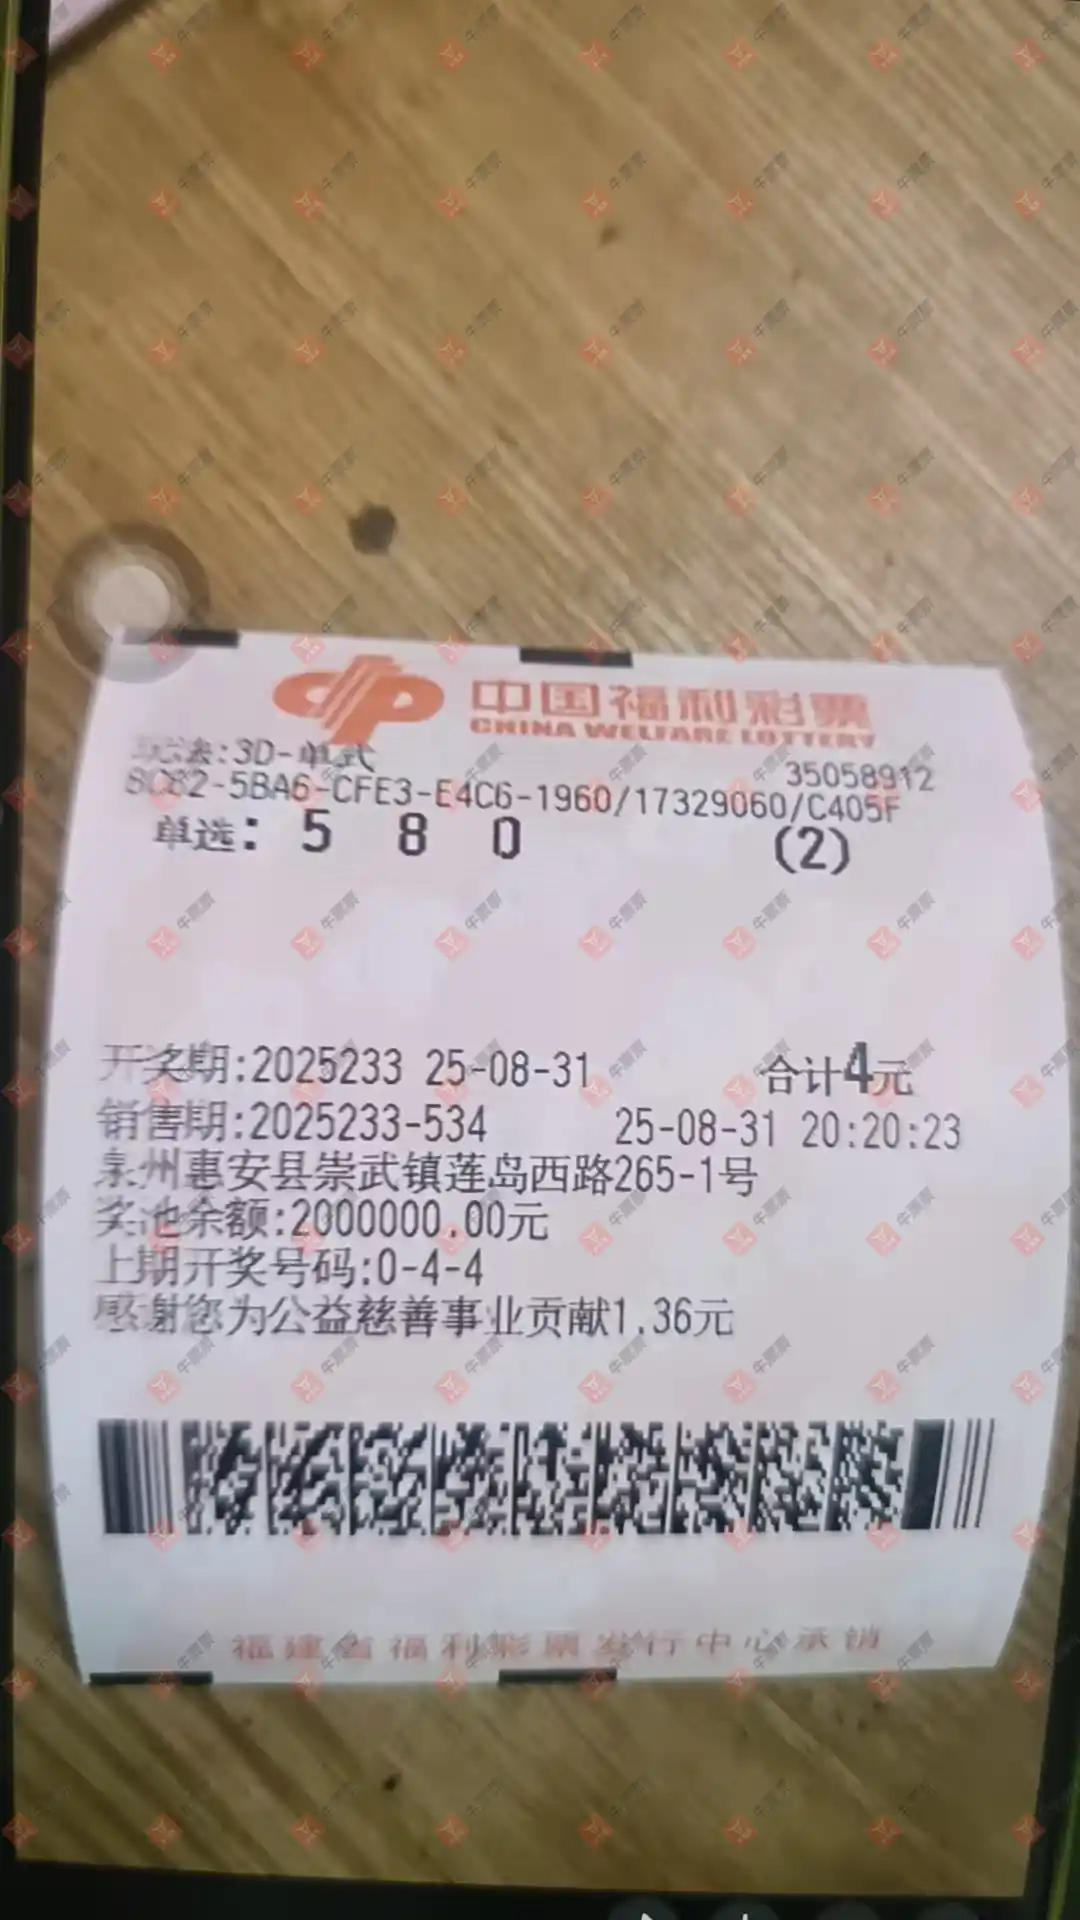 中国福利彩票
CHINA WELFARE LOTTERY
玩法:3D-单式
35058912
8C82-5BA6-CFE3-E4C6-1960/17329060/C405F
单选: 5 8 0 (2)
开奖期:2025233 25-08-31 合计4元
销售期:2025233-534 25-08-31 20:20:23
泉州惠安县崇武镇莲岛西路265-1号
奖池余额:2000000.00元
上期开奖号码:0-4-4
感谢您为公益慈善事业贡献1.36元
福建省福利彩票发行中心承销
牛票票